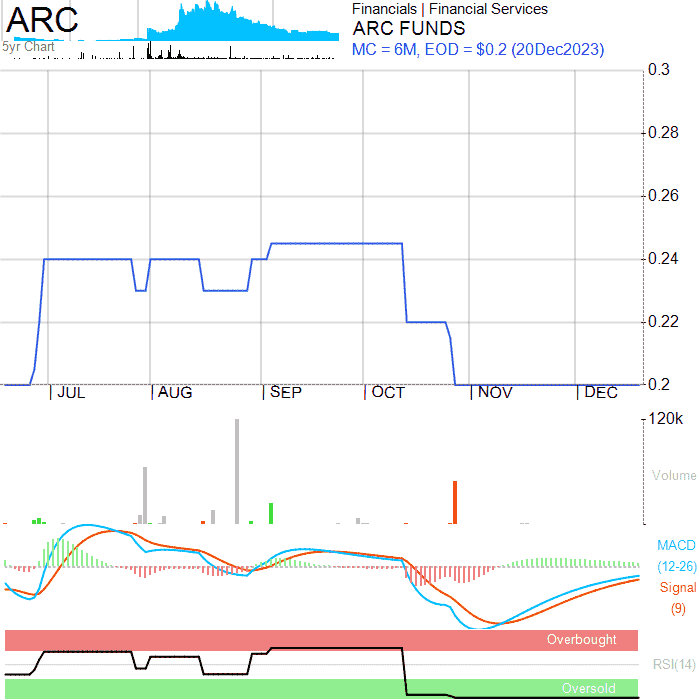 ARC
5yr Chart
Financials | Financial Services
ARC FUNDS
MC = 6M, EOD = $0.2 (20Dec2023)
0.3
0.28
0.26
0.24
0.22
0.2
JUL AUG SEP OCT NOV DEC
120k
Volume
MACD
(12-26)
Signal
(9)
Overbought
RSI(14)
Oversold